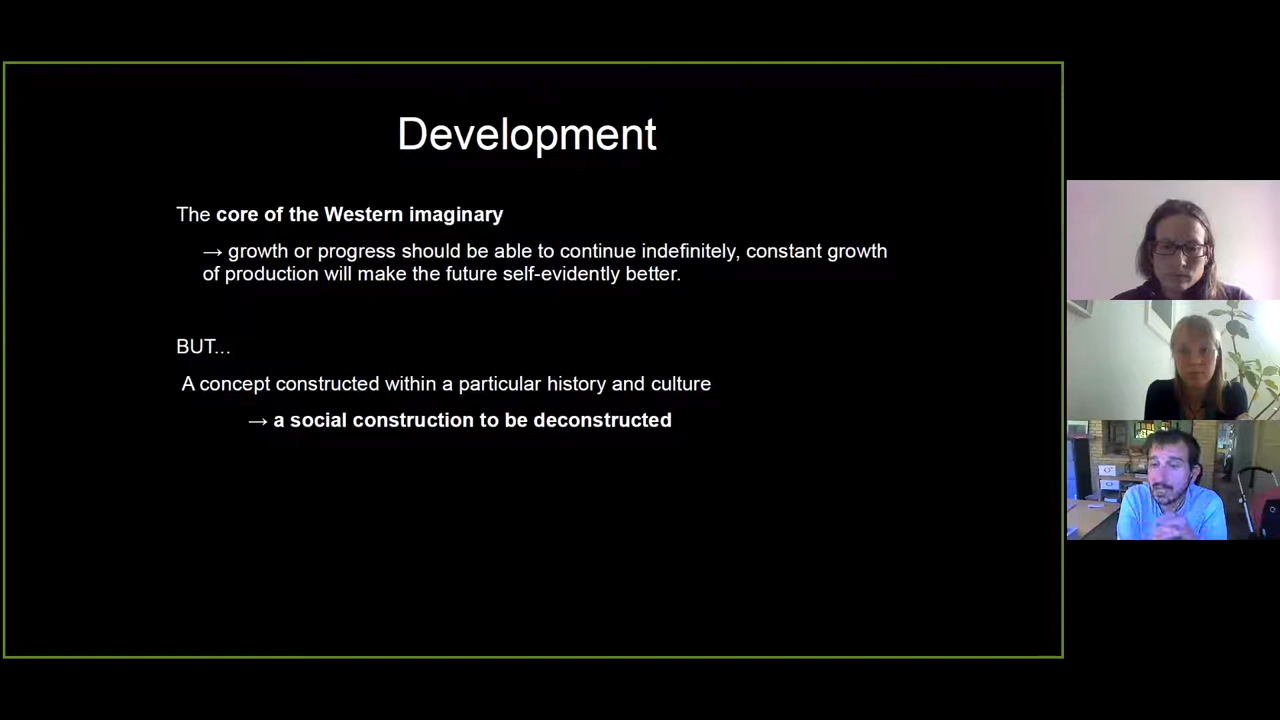 Development
The core of the Western imaginary
→ growth or progress should be able to continue indefinitely, constant growth
of production will make the future self-evidently better.
BUT...
A concept constructed within a particular history and culture
→ a social construction to be deconstructed